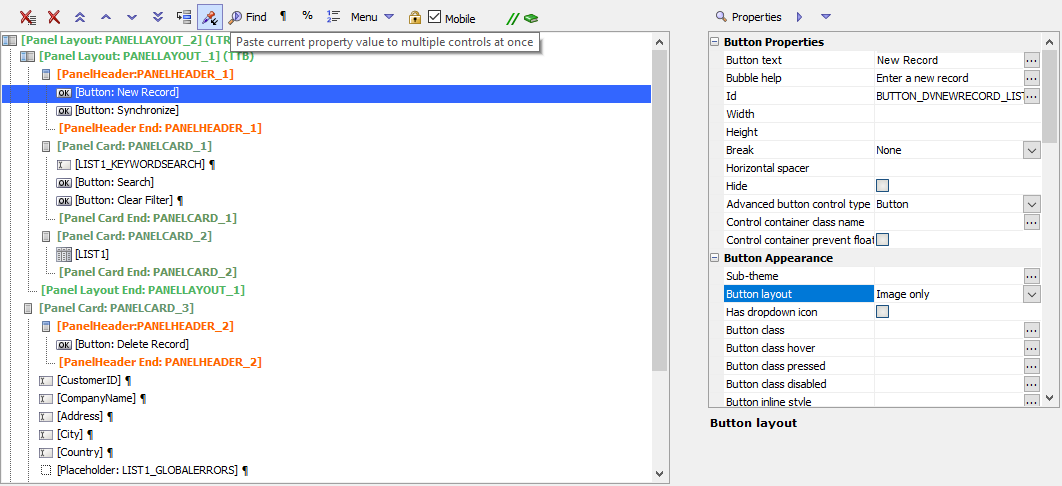 Find ¶ % Menu Mobile
Paste current property value to multiple controls at once
[Panel Layout: PANELLAYOUT_2] (LTR
[Panel Layout: PANELLAYOUT_1] (TTB)
[PanelHeader:PANELHEADER_1]
OK [Button: New Record]
OK [Button: Synchronize]
[PanelHeader End: PANELHEADER_1]
[Panel Card: PANELCARD_1]
[LIST1_KEYWORDSEARCH] ¶
OK [Button: Search]
OK [Button: Clear Filter] ¶
[Panel Card End: PANELCARD_1]
[Panel Card: PANELCARD_2]
[LIST1]
[Panel Card End: PANELCARD_2]
[Panel Layout End: PANELLAYOUT_1]
[Panel Card: PANELCARD_3]
[PanelHeader:PANELHEADER_2]
OK [Button: Delete Record]
[PanelHeader End: PANELHEADER_2]
[CustomerID] ¶
[CompanyName] ¶
[Address] ¶
[City] ¶
[Country] ¶
[Placeholder: LIST1_GLOBALERRORS] ¶
Properties
Button Properties
Button text New Record ...
Bubble help Enter a new record ...
Id BUTTON_DVNEWRECORD_LIST ...
Width
Height
Break None
Horizontal spacer
Hide
Advanced button control type Button
Control container class name ...
Control container prevent float
Button Appearance
Sub-theme ...
Button layout Image only
Has dropdown icon
Button class ...
Button class hover ...
Button class pressed ...
Button class disabled ...
Button inline style ...
Button layout